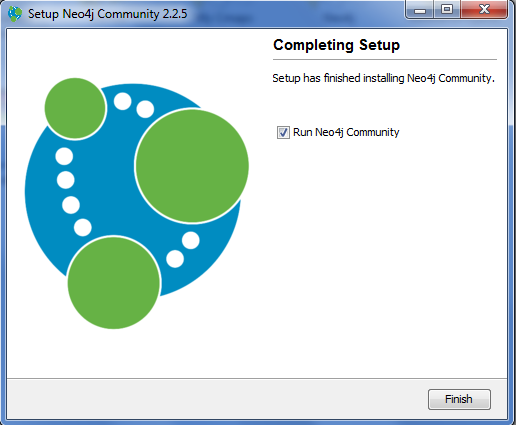 Setup Neo4j Community 2.2.5
Completing Setup
Setup has finished installing Neo4j Community.
Run Neo4j Community
Finish